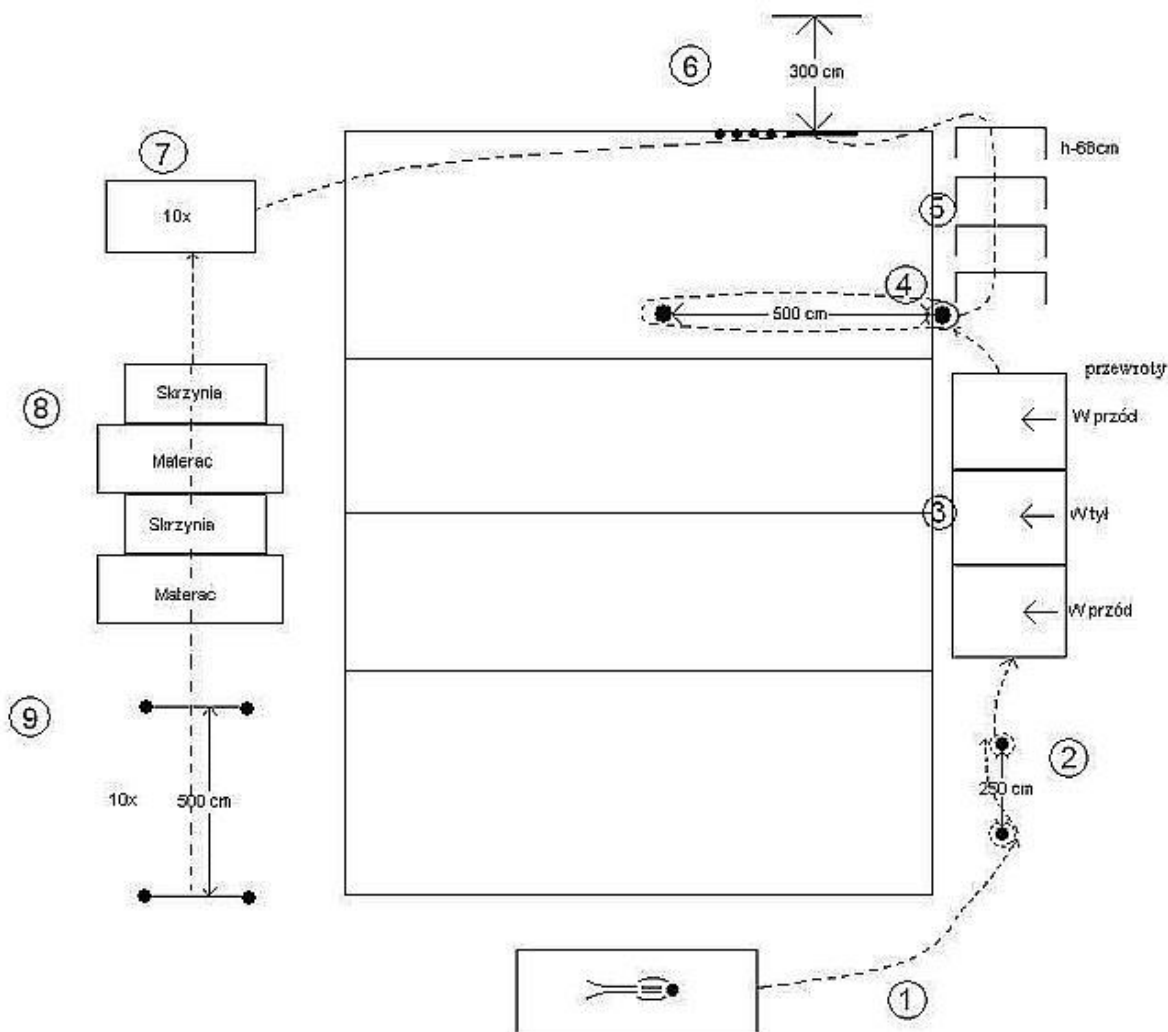 6
300 cm
7
10x
h-68cm
5
4
500 cm
przewroty
8
Skrzynia
Materac
Skrzynia
Materac
W przód
3
W tył
W przód
9
10x
500 cm
2
250 cm
1